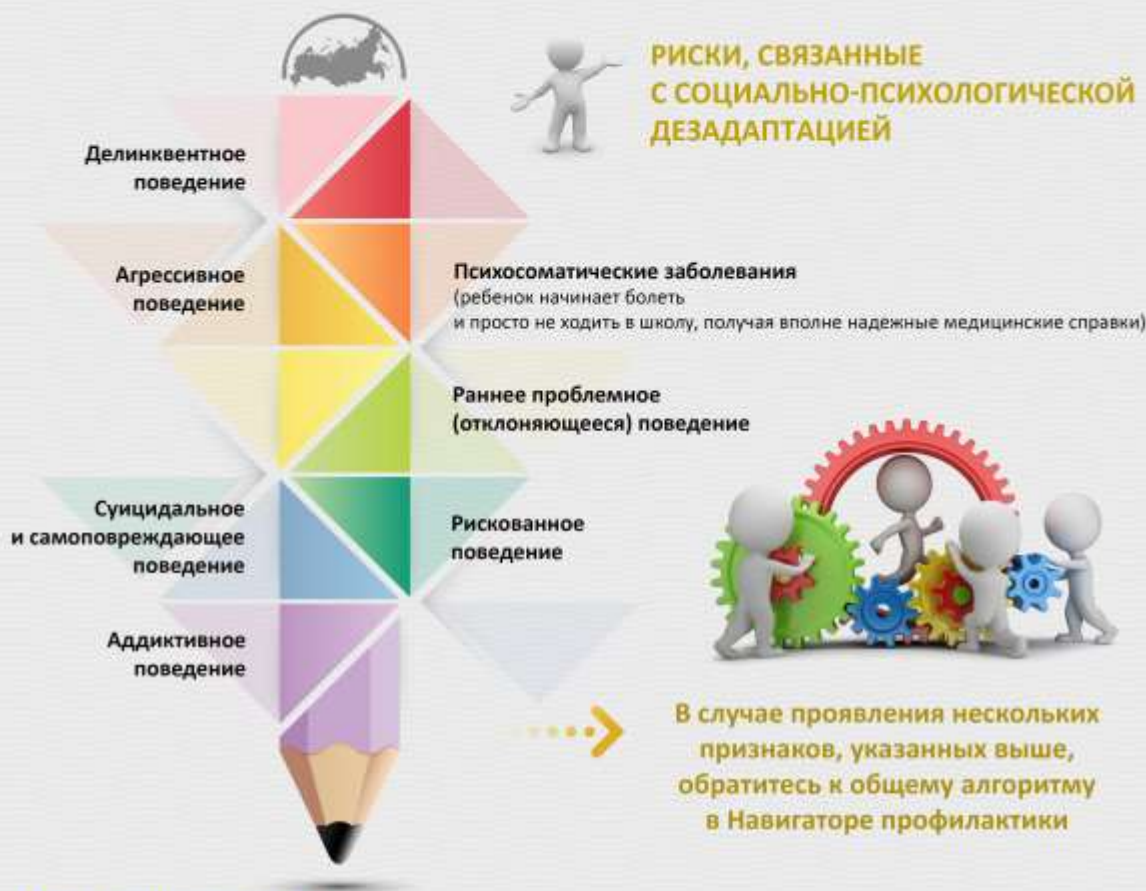 РИСКИ, СВЯЗАННЫЕ
С СОЦИАЛЬНО-ПСИХОЛОГИЧЕСКОЙ
ДЕЗАДАПТАЦИЕЙ
Делинквентное
поведение
Агрессивное
поведение
Психосоматические заболевания
(ребенок начинает болеть
и просто не ходить в школу, получая вполне надежные медицинские справки)
Раннее проблемное
(отклоняющееся) поведение
Суицидальное
и самоповреждающее
поведение
Рискованное
поведение
Аддиктивное
поведение
В случае проявления нескольких
признаков, указанных выше,
обратитесь к общему алгоритму
в Навигаторе профилактики